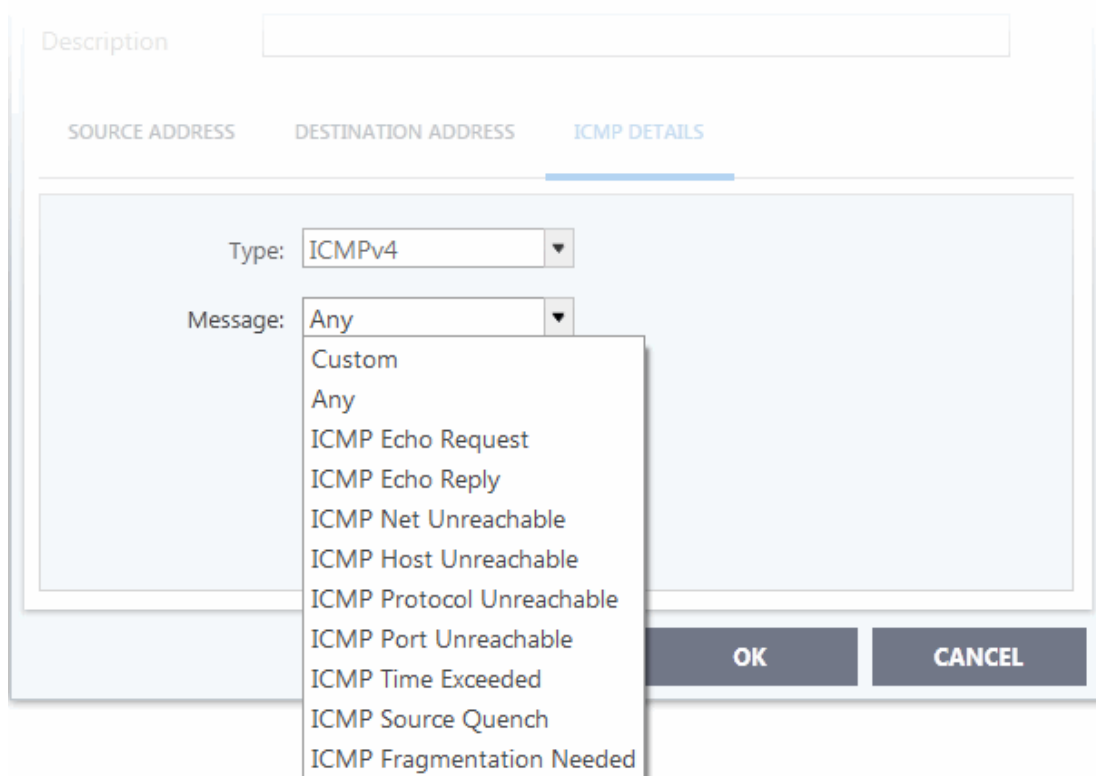 Description
SOURCE ADDRESS DESTINATION ADDRESS ICMP DETAILS
Type: ICMPv4
Message: Any
Custom
Any
ICMP Echo Request
ICMP Echo Reply
ICMP Net Unreachable
ICMP Host Unreachable
ICMP Protocol Unreachable
ICMP Port Unreachable
OK CANCEL
ICMP Time Exceeded
ICMP Source Quench
ICMP Fragmentation Needed